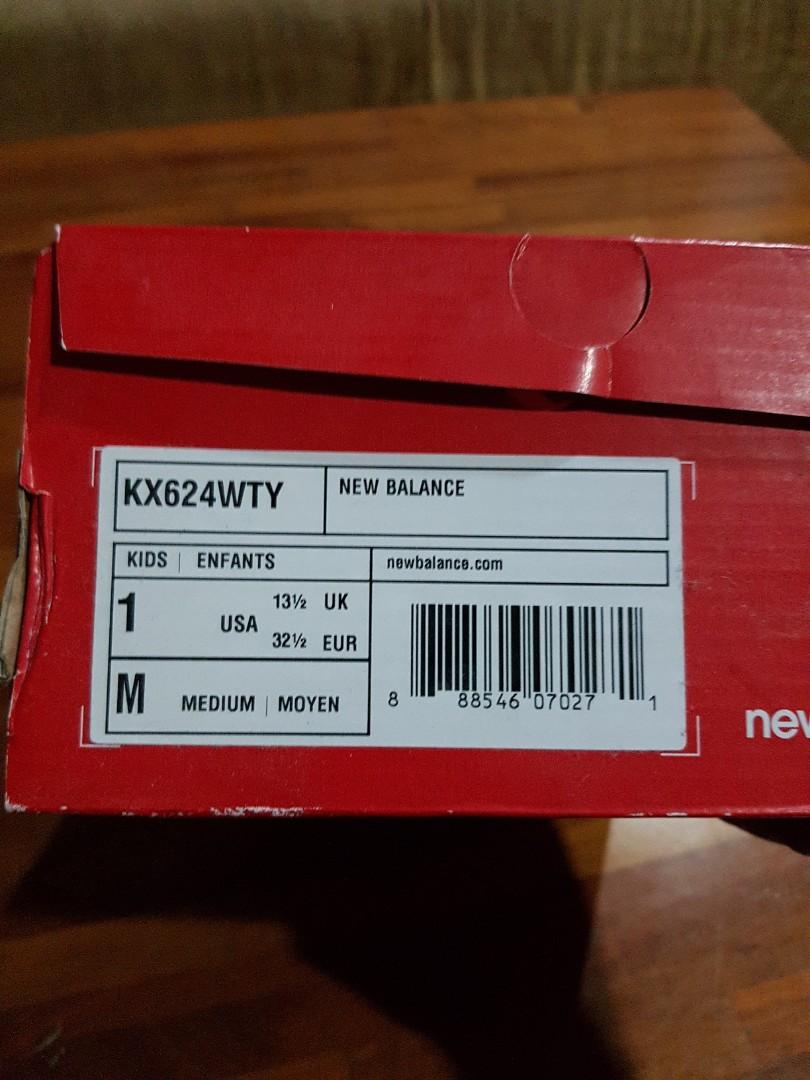 KX624WTY
NEW BALANCE
KIDS | ENFANTS
newbalance.com
1 USA 13½ UK
32½ EUR
M MEDIUM | MOYEN
8 88546 07027 1
new